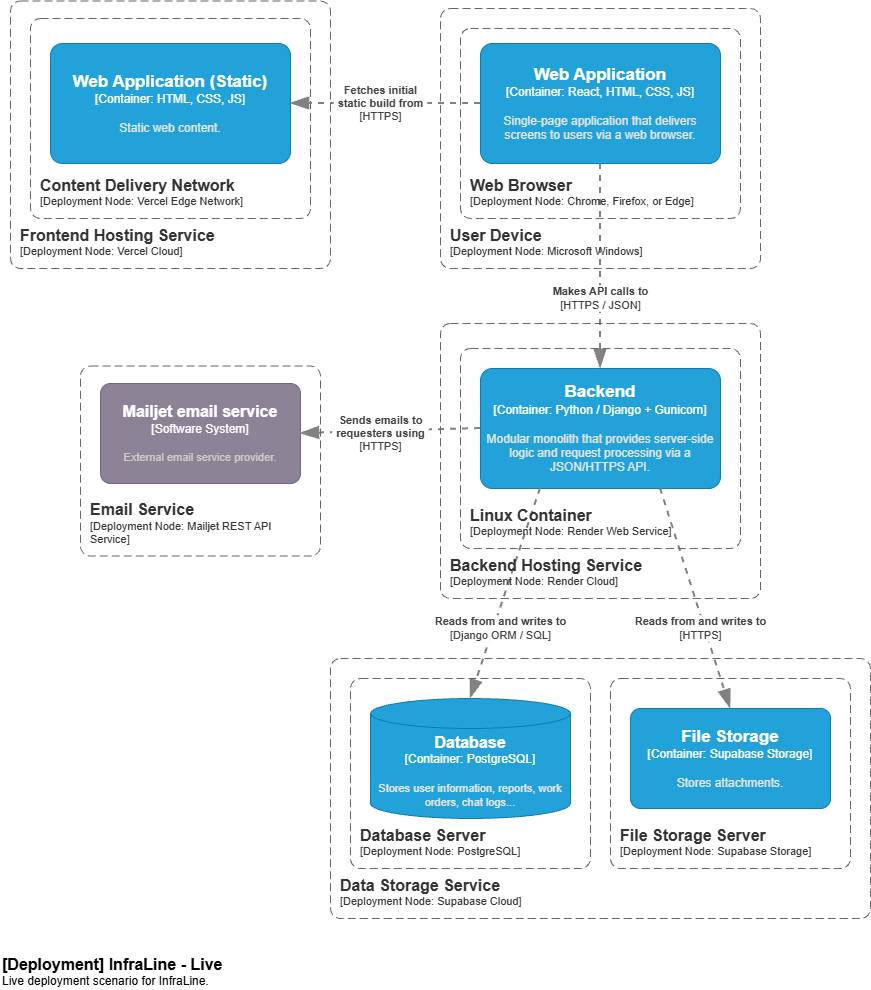 Web Application (Static)
[Container: HTML, CSS, JS]
Static web content.
Content Delivery Network
[Deployment Node: Vercel Edge Network]
Frontend Hosting Service
[Deployment Node: Vercel Cloud]
Fetches initial
static build from
[HTTPS]
Web Application
[Container: React, HTML, CSS, JS]
Single-page application that delivers
screens to users via a web browser.
Web Browser
[Deployment Node: Chrome, Firefox, or Edge]
User Device
[Deployment Node: Microsoft Windows]
Makes API calls to
[HTTPS / JSON]
Mailjet email service
[Software System]
External email service provider.
Email Service
[Deployment Node: Mailjet REST API
Service]
Sends emails to
requesters using
[HTTPS]
Backend
[Container: Python / Django + Gunicorn]
Modular monolith that provides server-side
logic and request processing via a
JSON/HTTPS API.
Linux Container
[Deployment Node: Render Web Service]
Backend Hosting Service
[Deployment Node: Render Cloud]
Reads from and writes to
[Django ORM / SQL]
Reads from and writes to
[HTTPS]
Database
[Container: PostgreSQL]
Stores user information, reports, work
orders, chat logs...
Database Server
[Deployment Node: PostgreSQL]
File Storage
[Container: Supabase Storage]
Stores attachments.
File Storage Server
[Deployment Node: Supabase Storage]
Data Storage Service
[Deployment Node: Supabase Cloud]
[Deployment] InfraLine - Live
Live deployment scenario for InfraLine.